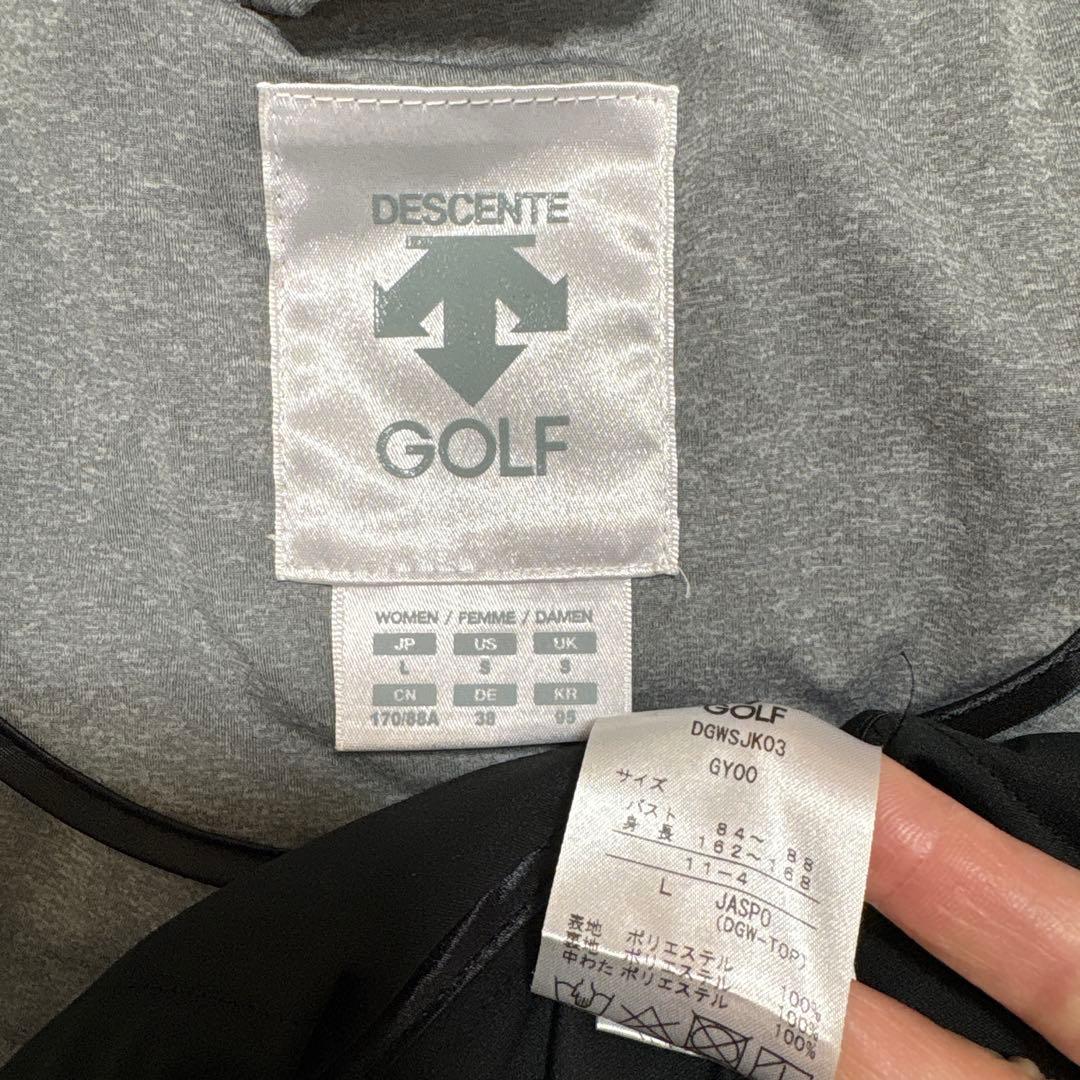 DESCENTE
GOLF
WOMEN / FEMME / DAMEN
JP US UK
L S S
CN DE KR
170/88A 38 95
GOLF
DGWSJK03
GY00
サイズ
バスト 84～ 88
身長 162～168
11-4
L JASPO
(DGW-TOP)
表地 ポリエステル 100%
裏地 ポリエステル 100%
中わた ポリエステル 100%